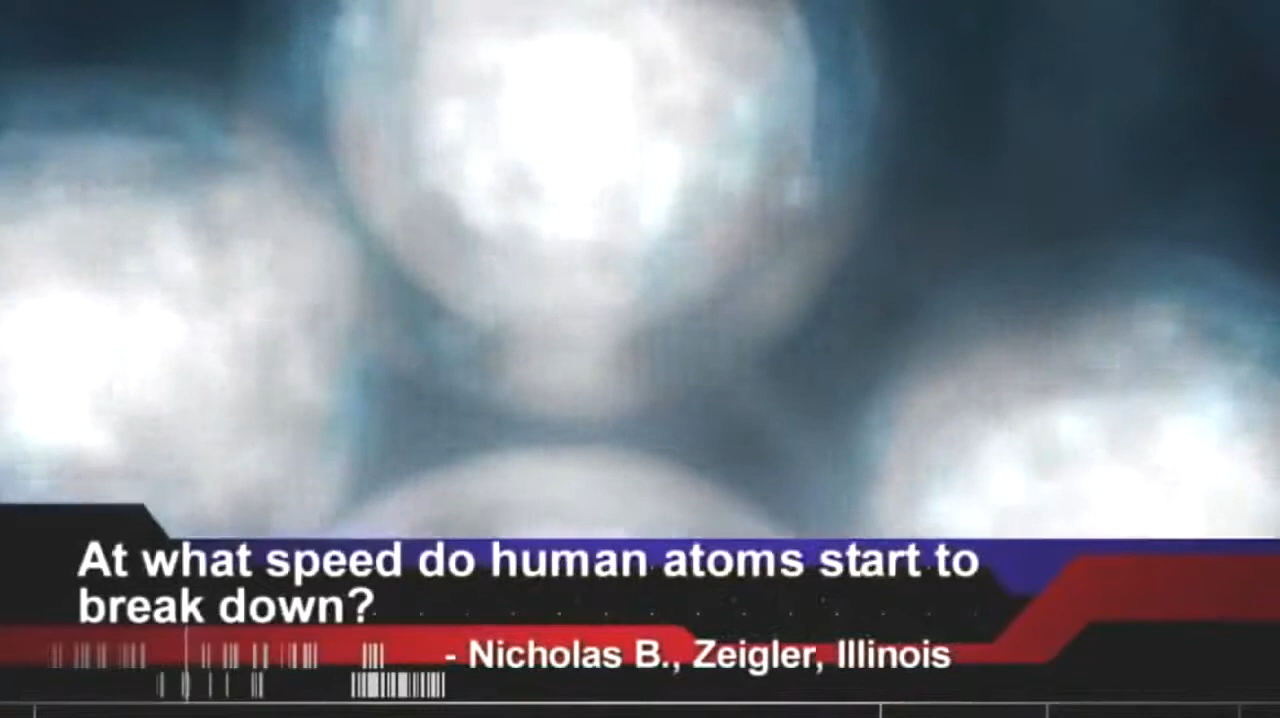 At what speed do human atoms start to
break down?
- Nicholas B., Zeigler, Illinois